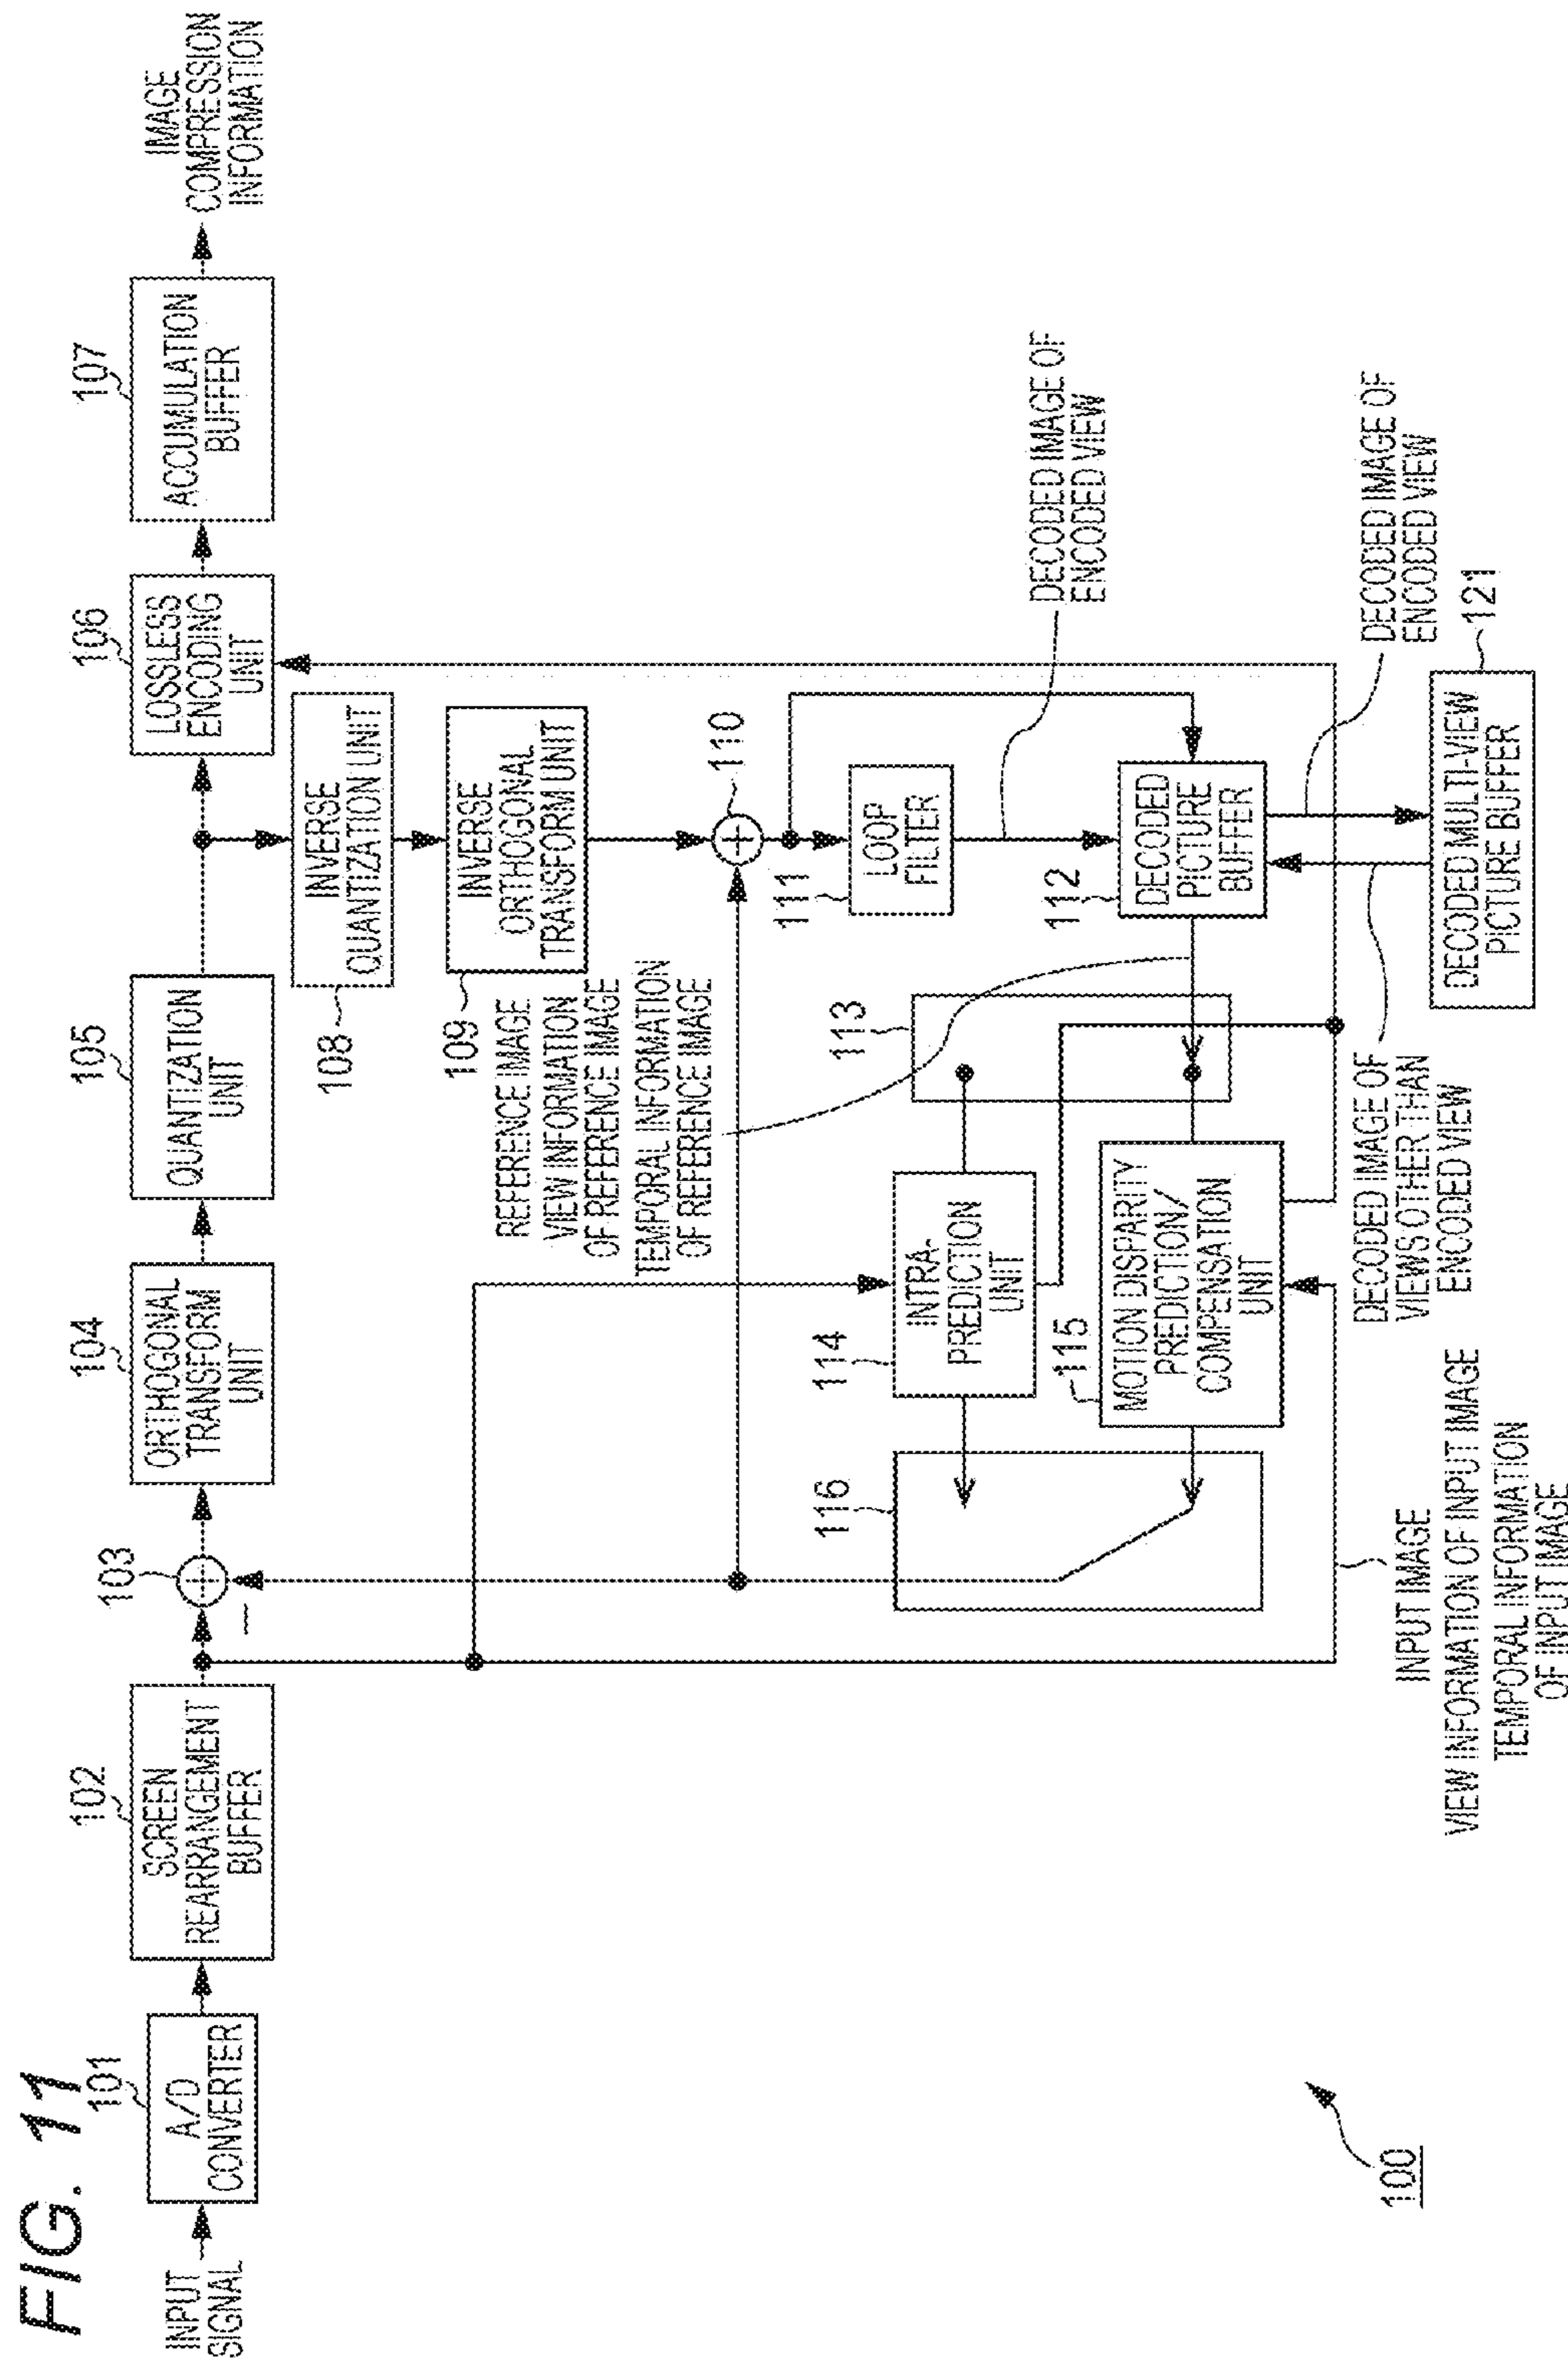 FIG. 11
INPUT
SIGNAL
101
A/D
CONVERTER
102
SCREEN
REARRANGEMENT
BUFFER
103
−
104
ORTHOGONAL
TRANSFORM
UNIT
105
QUANTIZATION
UNIT
106
LOSSLESS
ENCODING
UNIT
107
ACCUMULATION
BUFFER
IMAGE
COMPRESSION
INFORMATION
108
INVERSE
QUANTIZATION UNIT
109
INVERSE
ORTHOGONAL
TRANSFORM UNIT
REFERENCE IMAGE
VIEW INFORMATION
OF REFERENCE IMAGE
TEMPORAL INFORMATION
OF REFERENCE IMAGE
110
111
LOOP
FILTER
DECODED IMAGE OF
ENCODED VIEW
112
DECODED
PICTURE
BUFFER
113
114
INTRA-
PREDICTION
UNIT
115
MOTION DISPARITY
PREDICTION/
COMPENSATION
UNIT
116
DECODED IMAGE OF
ENCODED VIEW
121
DECODED MULTI-VIEW
PICTURE BUFFER
DECODED IMAGE OF
VIEWS OTHER THAN
ENCODED VIEW
INPUT IMAGE
VIEW INFORMATION OF INPUT IMAGE
TEMPORAL INFORMATION
OF INPUT IMAGE
100